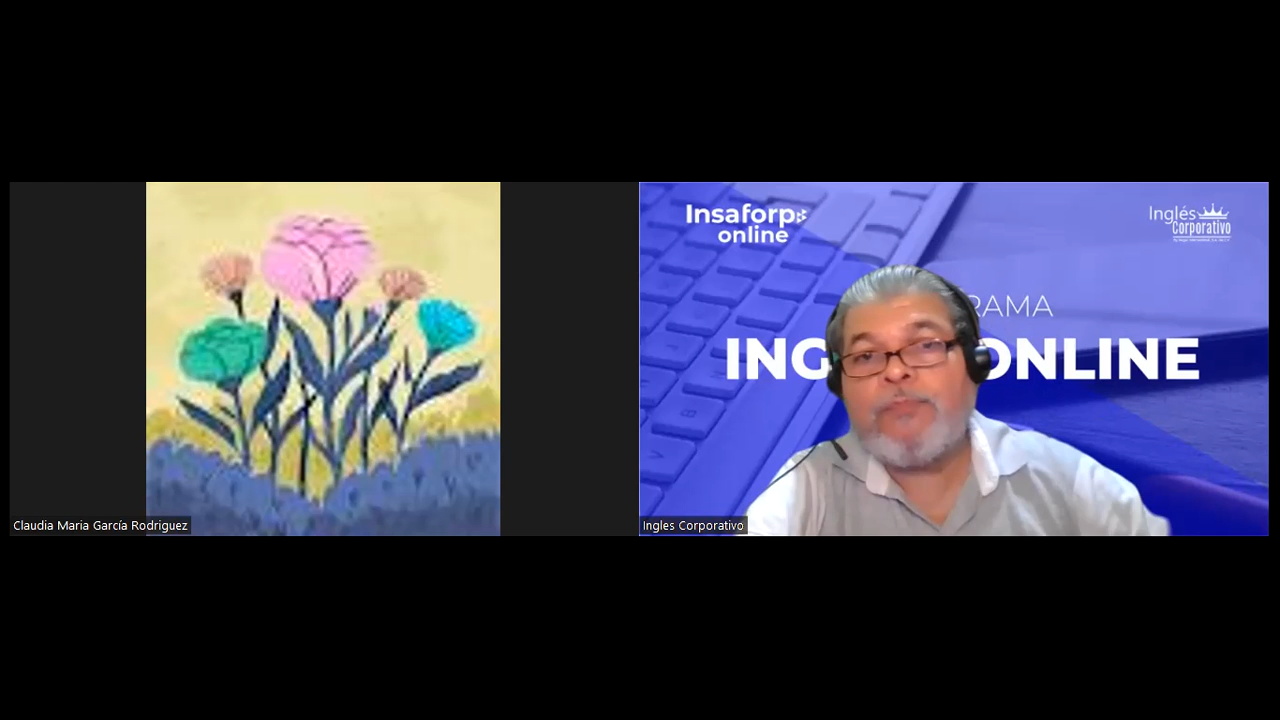 Claudia Maria García Rodriguez
Insaforp
online
Inglés
Corporativo
RAMA
ING ONLINE
Ingles Corporativo